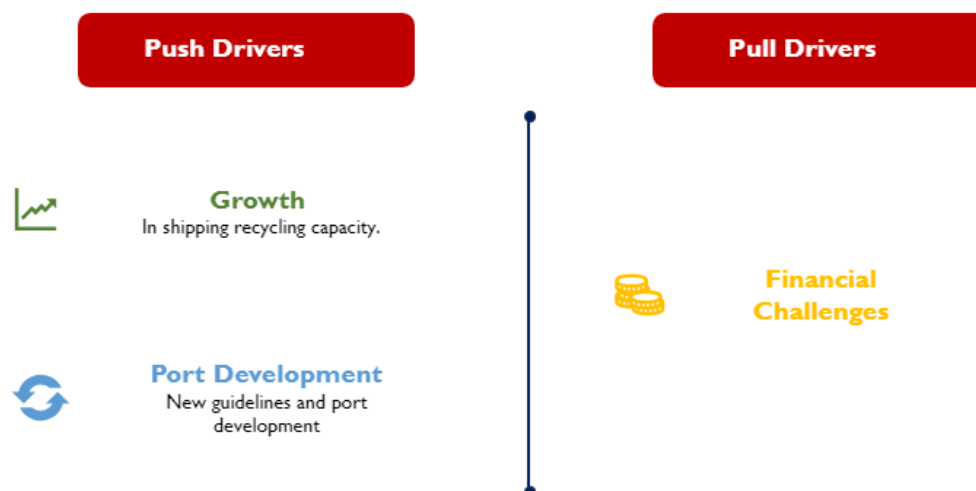 Push Drivers
Pull Drivers
Growth
In shipping recycling capacity.
Port Development
New guidelines and port
development
Financial
Challenges